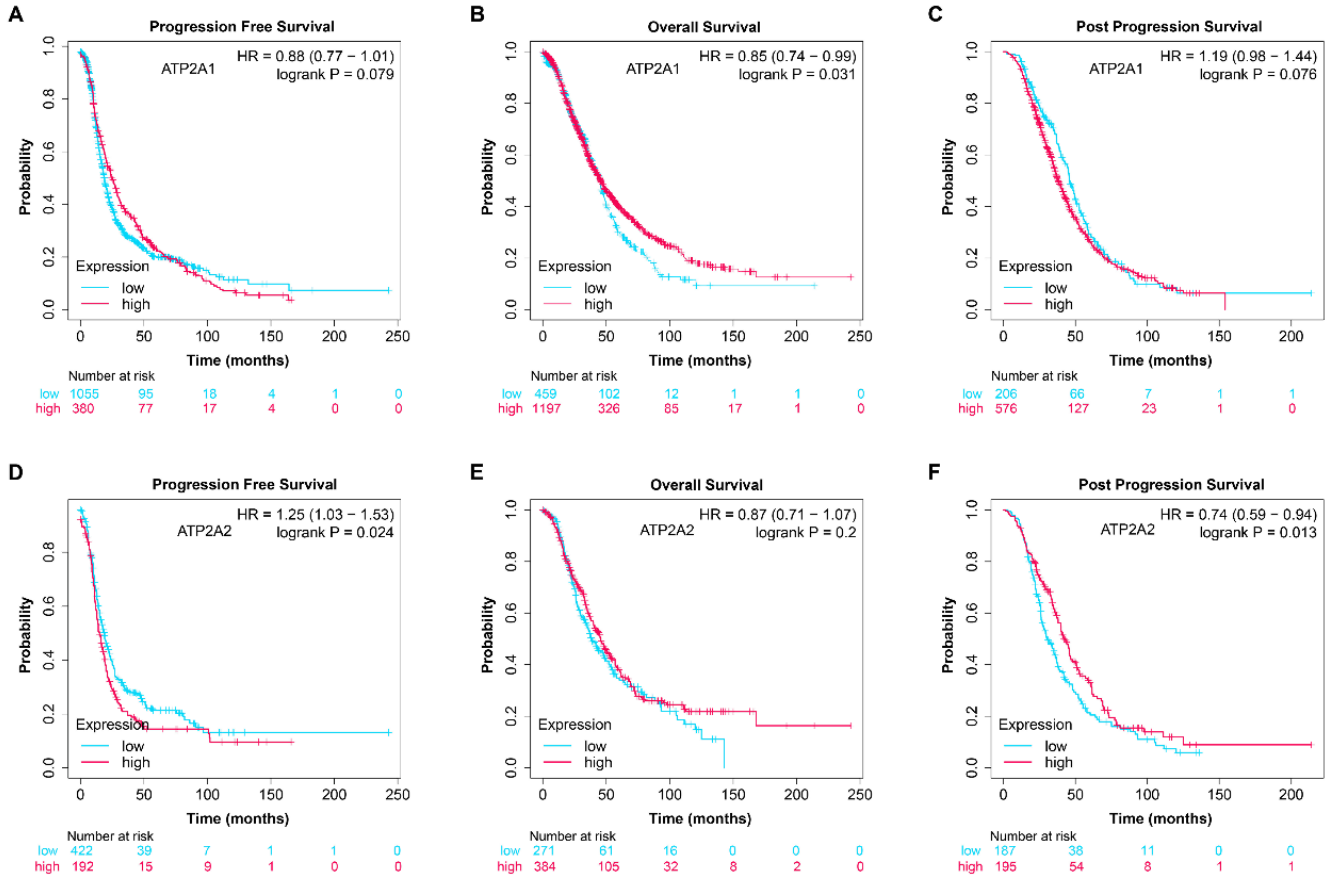 A
Progression Free Survival
HR = 0.88 (0.77 − 1.01)
logrank P = 0.079
ATP2A1
Probability
1.0
0.8
0.6
0.4
0.2
0.0
Expression
low
high
0 50 100 150 200 250
Time (months)
Number at risk
low 1055 95 18 4 1 0
high 380 77 17 4 0 0
B
Overall Survival
HR = 0.85 (0.74 − 0.99)
logrank P = 0.031
ATP2A1
Probability
1.0
0.8
0.6
0.4
0.2
0.0
Expression
low
high
0 50 100 150 200 250
Time (months)
Number at risk
low 459 102 12 1 1 0
high 1197 326 85 17 1 0
C
Post Progression Survival
HR = 1.19 (0.98 − 1.44)
logrank P = 0.076
ATP2A1
Probability
1.0
0.8
0.6
0.4
0.2
0.0
Expression
low
high
0 50 100 150 200
Time (months)
Number at risk
low 206 66 7 1 1
high 576 127 23 1 0
D
Progression Free Survival
HR = 1.25 (1.03 − 1.53)
logrank P = 0.024
ATP2A2
Probability
0.8
0.6
0.4
0.2
0.0
Expression
low
high
0 50 100 150 200 250
Time (months)
Number at risk
low 422 39 7 1 1 0
high 192 15 9 1 0 0
E
Overall Survival
HR = 0.87 (0.71 − 1.07)
logrank P = 0.2
ATP2A2
Probability
1.0
0.8
0.6
0.4
0.2
0.0
Expression
low
high
0 50 100 150 200 250
Time (months)
Number at risk
low 271 61 16 0 0 0
high 384 105 32 8 2 0
F
Post Progression Survival
HR = 0.74 (0.59 − 0.94)
logrank P = 0.013
ATP2A2
Probability
1.0
0.8
0.6
0.4
0.2
0.0
Expression
low
high
0 50 100 150 200
Time (months)
Number at risk
low 187 38 11 0 0
high 195 54 8 1 1